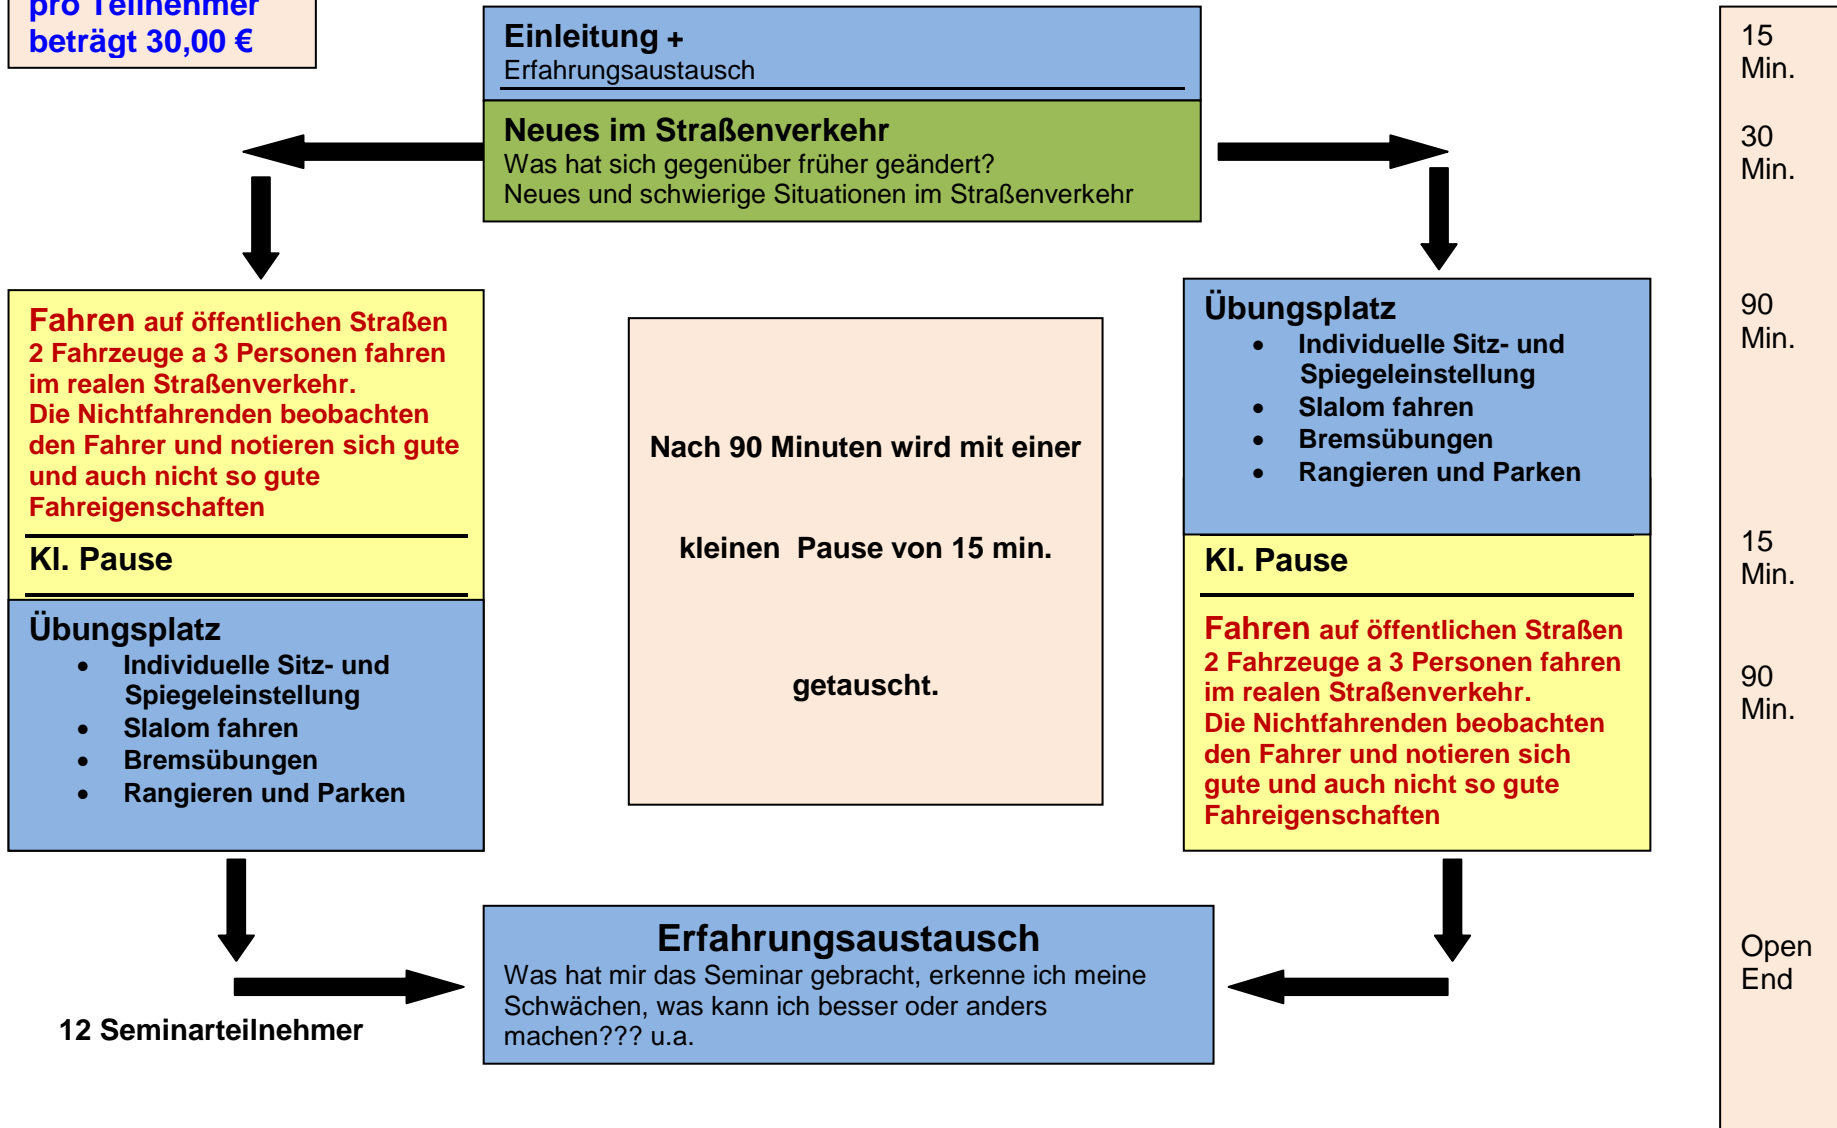 pro Teilnehmer
beträgt 30,00 €
Einleitung +
Erfahrungsaustausch
Neues im Straßenverkehr
Was hat sich gegenüber früher geändert?
Neues und schwierige Situationen im Straßenverkehr
Fahren auf öffentlichen Straßen
2 Fahrzeuge a 3 Personen fahren
im realen Straßenverkehr.
Die Nichtfahrenden beobachten
den Fahrer und notieren sich gute
und auch nicht so gute
Fahreigenschaften
Kl. Pause
Übungsplatz
• Individuelle Sitz- und
Spiegeleinstellung
• Slalom fahren
• Bremsübungen
• Rangieren und Parken
Nach 90 Minuten wird mit einer
kleinen Pause von 15 min.
getauscht.
Übungsplatz
• Individuelle Sitz- und
Spiegeleinstellung
• Slalom fahren
• Bremsübungen
• Rangieren und Parken
Kl. Pause
Fahren auf öffentlichen Straßen
2 Fahrzeuge a 3 Personen fahren
im realen Straßenverkehr.
Die Nichtfahrenden beobachten
den Fahrer und notieren sich
gute und auch nicht so gute
Fahreigenschaften
12 Seminarteilnehmer
Erfahrungsaustausch
Was hat mir das Seminar gebracht, erkenne ich meine
Schwächen, was kann ich besser oder anders
machen??? u.a.
15
Min.
30
Min.
90
Min.
15
Min.
90
Min.
Open
End